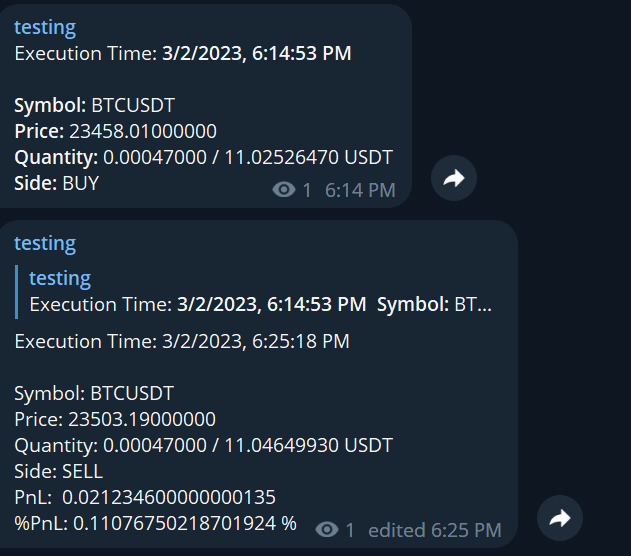 testing
Execution Time: 3/2/2023, 6:14:53 PM
Symbol: BTCUSDT
Price: 23458.01000000
Quantity: 0.00047000 / 11.02526470 USDT
Side: BUY
1 6:14 PM
testing
testing
Execution Time: 3/2/2023, 6:14:53 PM Symbol: BT...
Execution Time: 3/2/2023, 6:25:18 PM
Symbol: BTCUSDT
Price: 23503.19000000
Quantity: 0.00047000 / 11.04649930 USDT
Side: SELL
PnL: 0.021234600000000135
%PnL: 0.11076750218701924 %
1 edited 6:25 PM